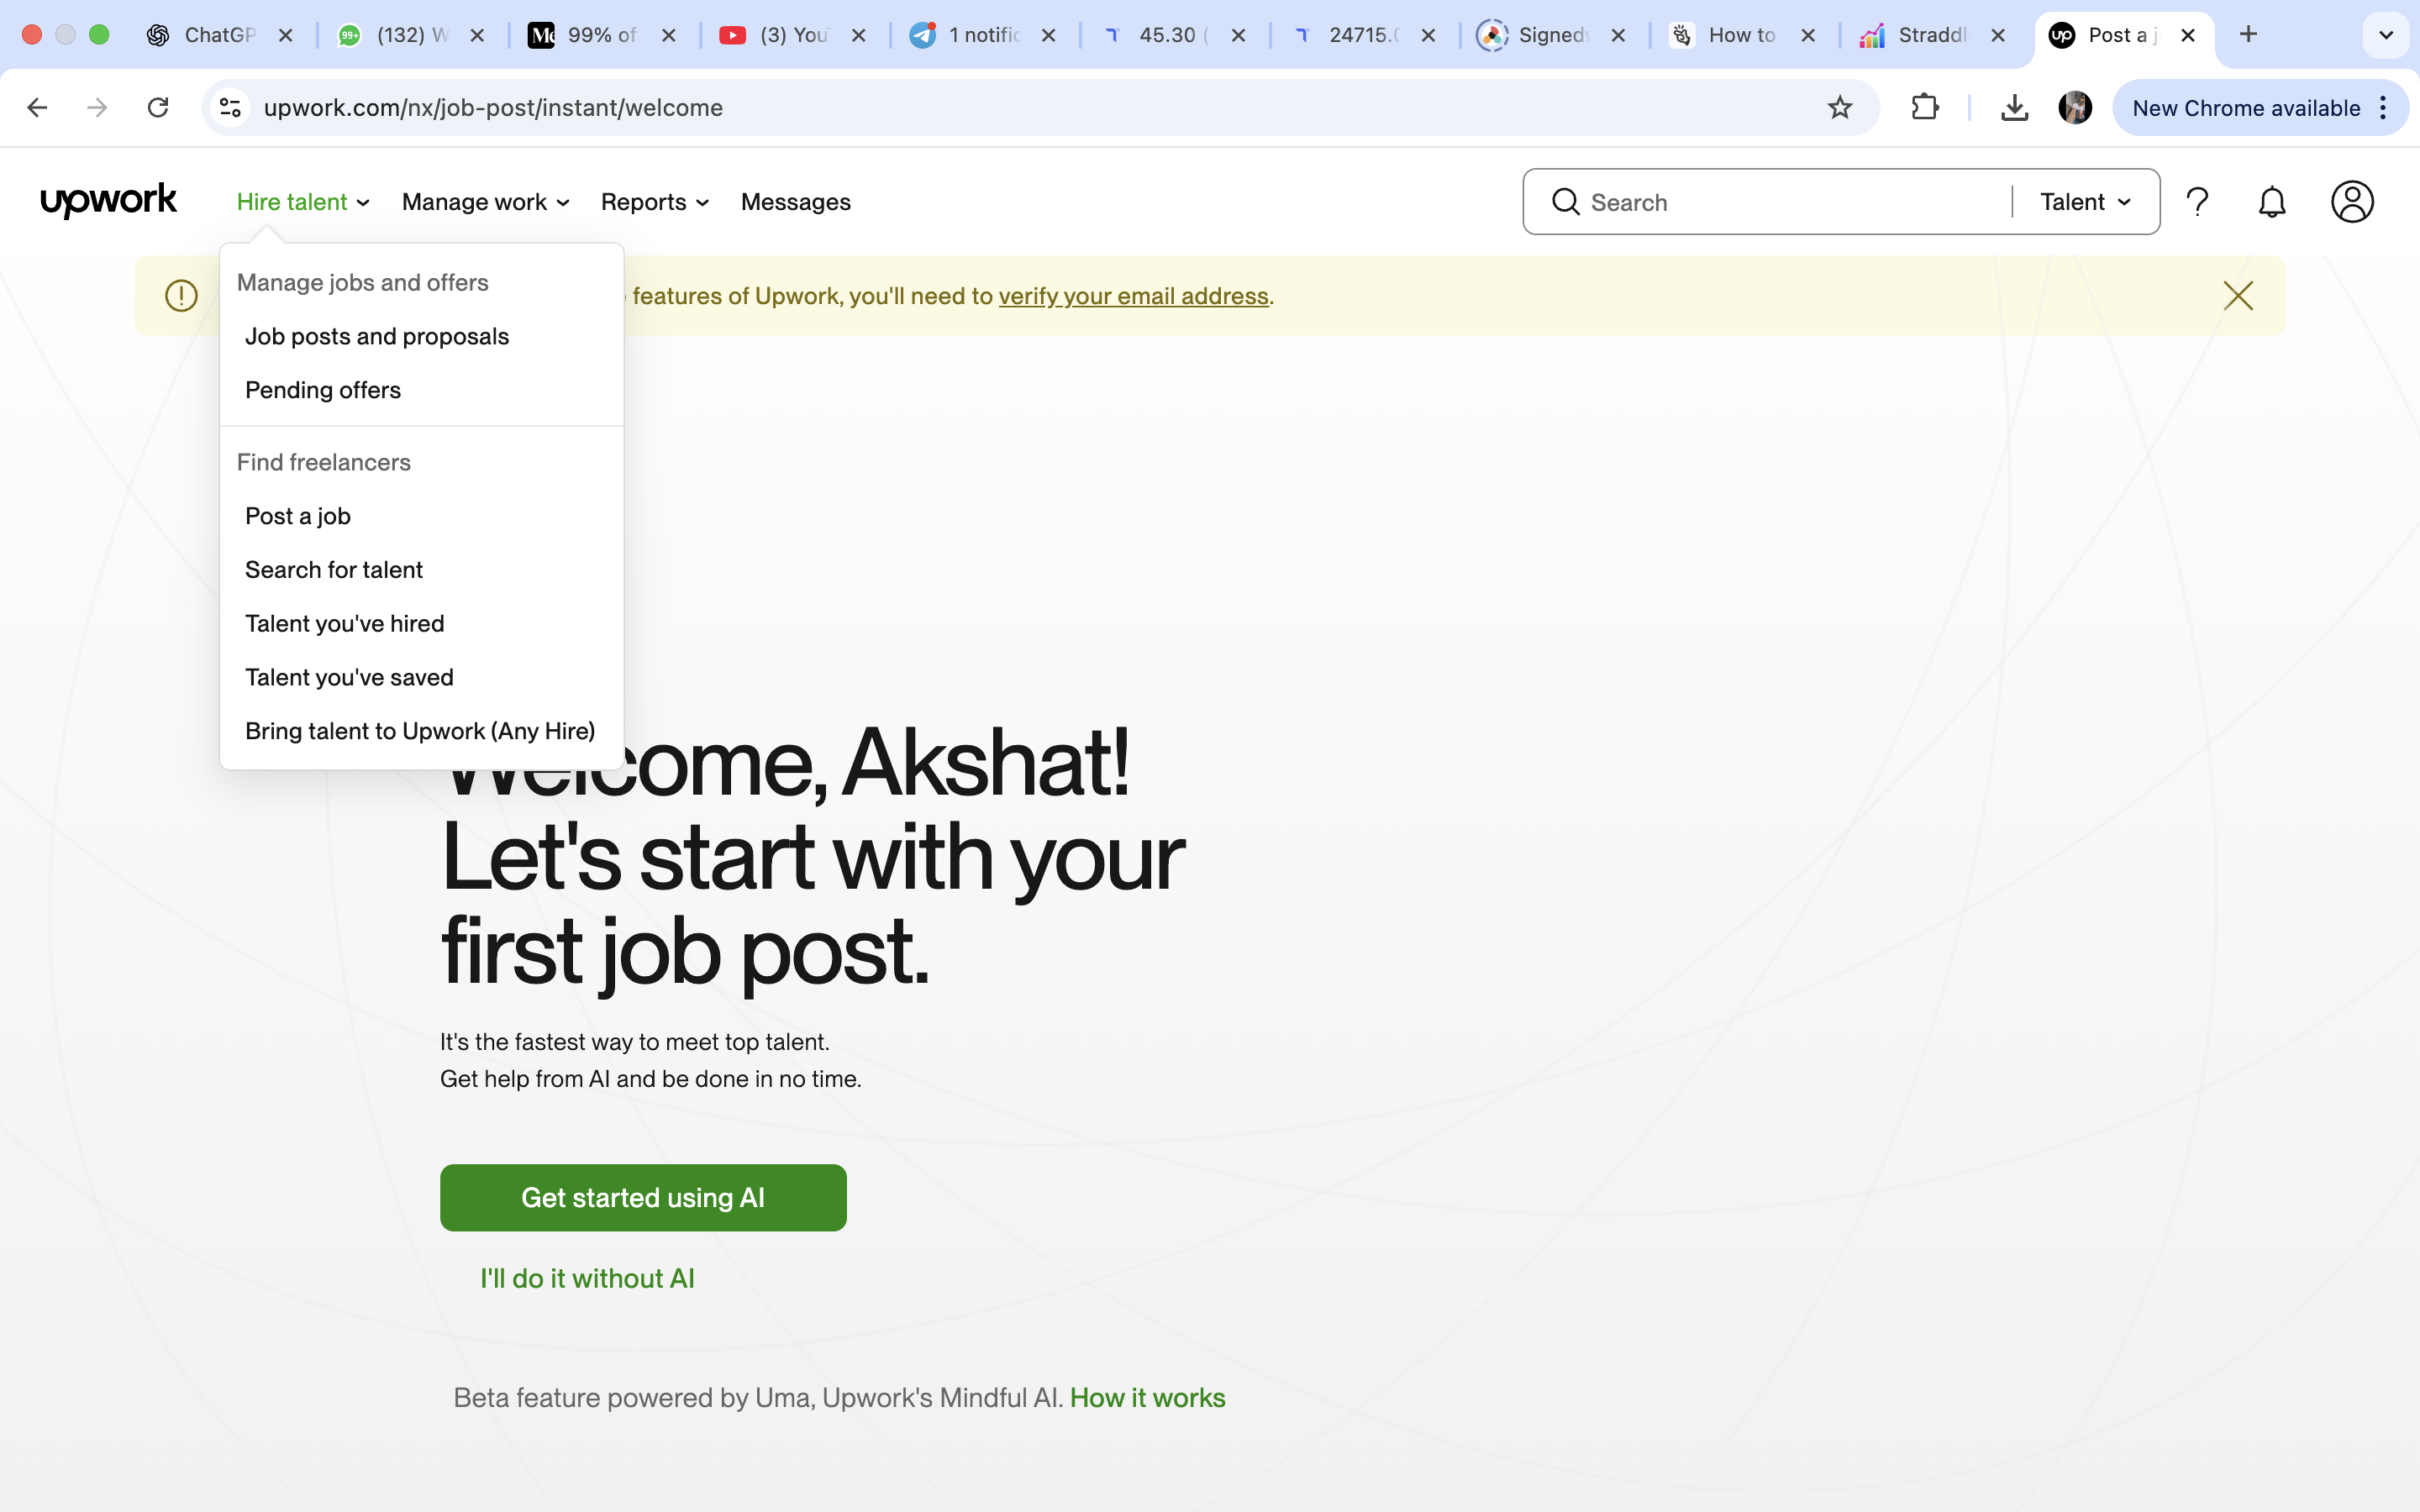 ChatGP
99+
(132) W
99% of
(3) You
1 notific
45.30 (
24715.0
Signed
How to
Straddl
up
Post a j
upwork.com/nx/job-post/instant/welcome
New Chrome available
upwork
Hire talent
Manage work
Reports
Messages
Search
Talent
features of Upwork, you'll need to verify your email address.
Manage jobs and offers
Job posts and proposals
Pending offers
Find freelancers
Post a job
Search for talent
Talent you've hired
Talent you've saved
Bring talent to Upwork (Any Hire)
Welcome, Akshat!
Let's start with your
first job post.
It's the fastest way to meet top talent.
Get help from AI and be done in no time.
Get started using AI
I'll do it without AI
Beta feature powered by Uma, Upwork's Mindful AI. How it works